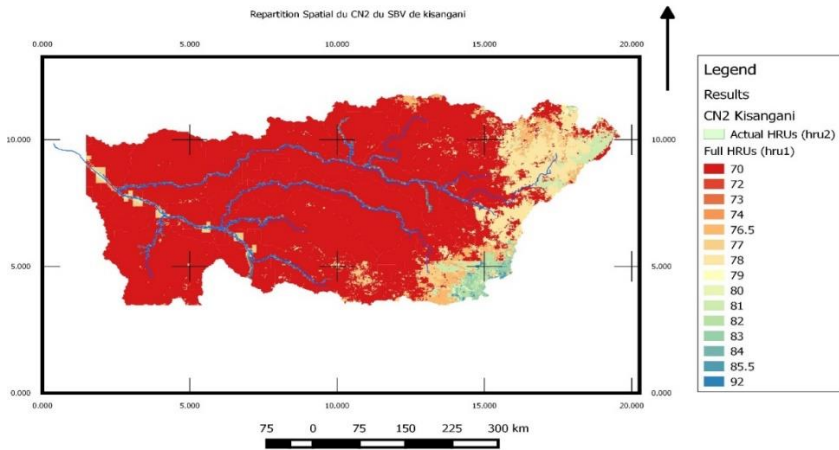 Repartition Spatial du CN2 du SBV de kisangani
0.000 5.000 10.000 15.000 20.000
10.000 10.000
5.000 5.000
0.000 0.000
0.000 5.000 10.000 15.000 20.000
75 0 75 150 225 300 km
Legend
Results
CN2 Kisangani
Actual HRUs (hru2)
Full HRUs (hru1)
70
72
73
74
76.5
77
78
79
80
81
82
83
84
85.5
92